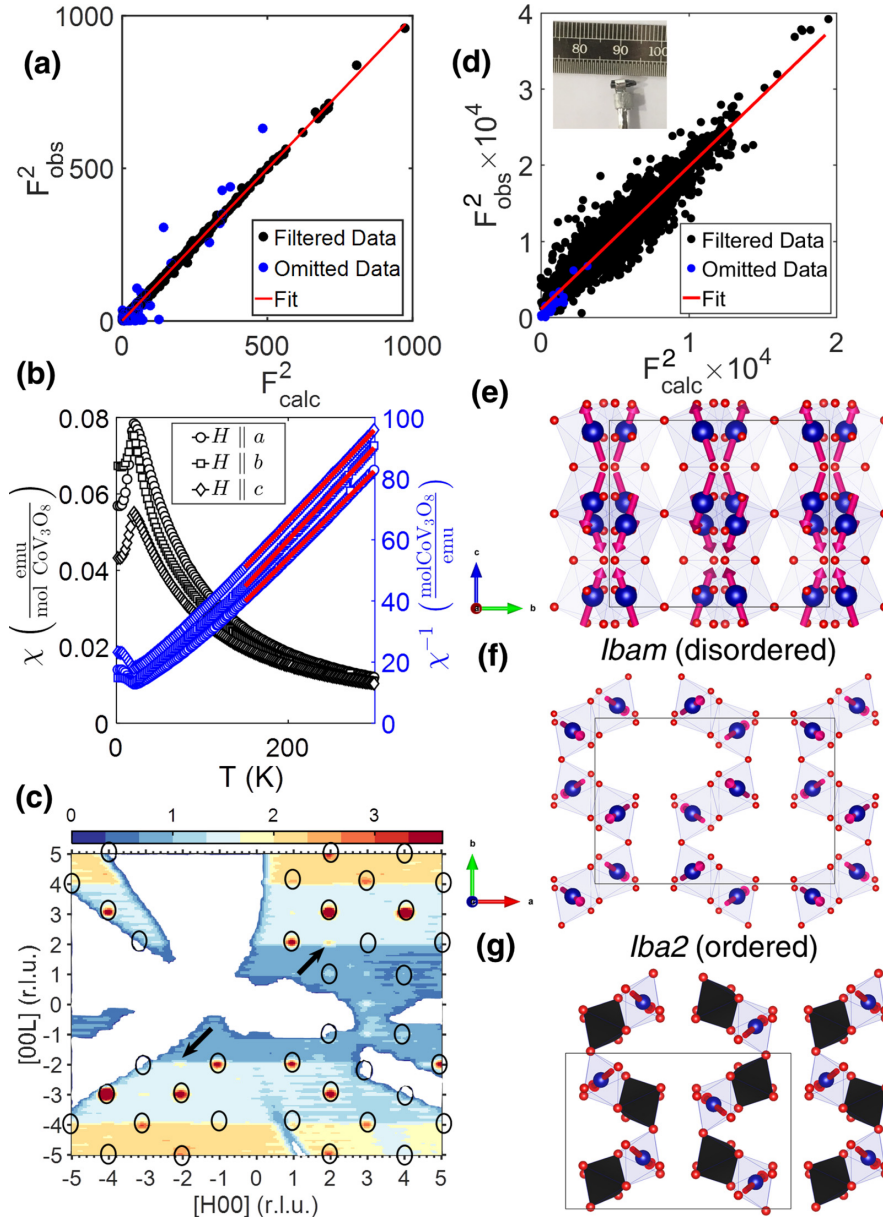 (a)
F²obs
1000
500
0
0
500
1000
F²calc
Filtered Data
Omitted Data
Fit
(d)
F²obs × 10⁴
4
3
2
1
0
0
1
2
F²calc × 10⁴
80
90
100
Filtered Data
Omitted Data
Fit
(b)
χ (emu / mol CoV₃O₈)
0.08
0.06
0.04
0.02
0
0
200
T (K)
H ∥ a
H ∥ b
H ∥ c
100
80
60
40
20
0
χ⁻¹ (molCoV₃O₈ / emu)
(e)
c
b
Ibam (disordered)
(f)
b
a
Iba2 (ordered)
(g)
(c)
0
1
2
3
[00L] (r.l.u.)
5
4
3
2
1
0
-1
-2
-3
-4
-5
-5 -4 -3 -2 -1 0 1 2 3 4 5
[H00] (r.l.u.)